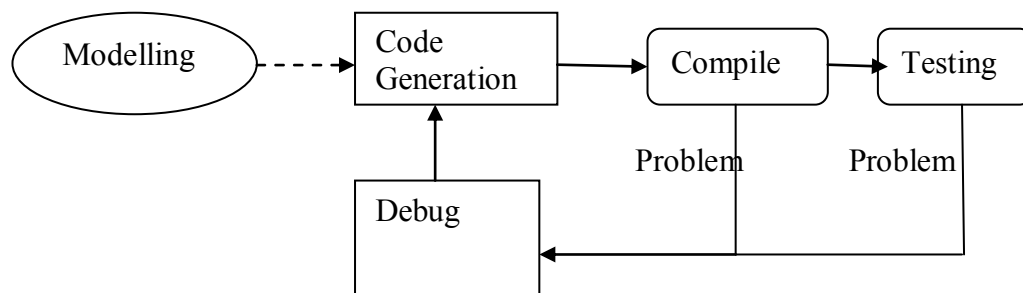 Modelling
Code
Generation
Compile
Testing
Problem
Problem
Debug